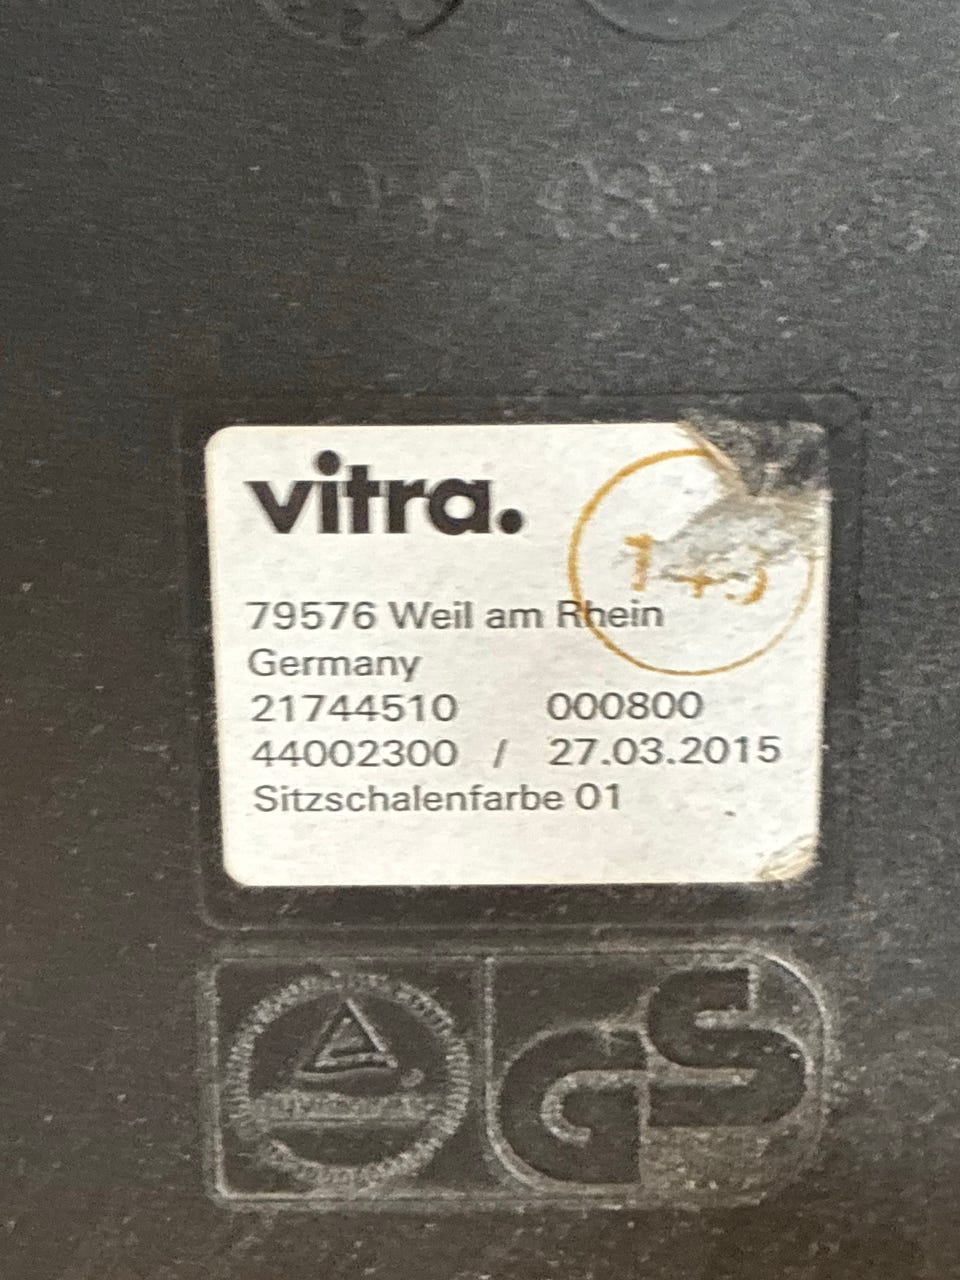 vitra.
79576 Weil am Rhein
Germany
21744510 000800
44002300 / 27.03.2015
Sitzschalenfarbe 01
GS